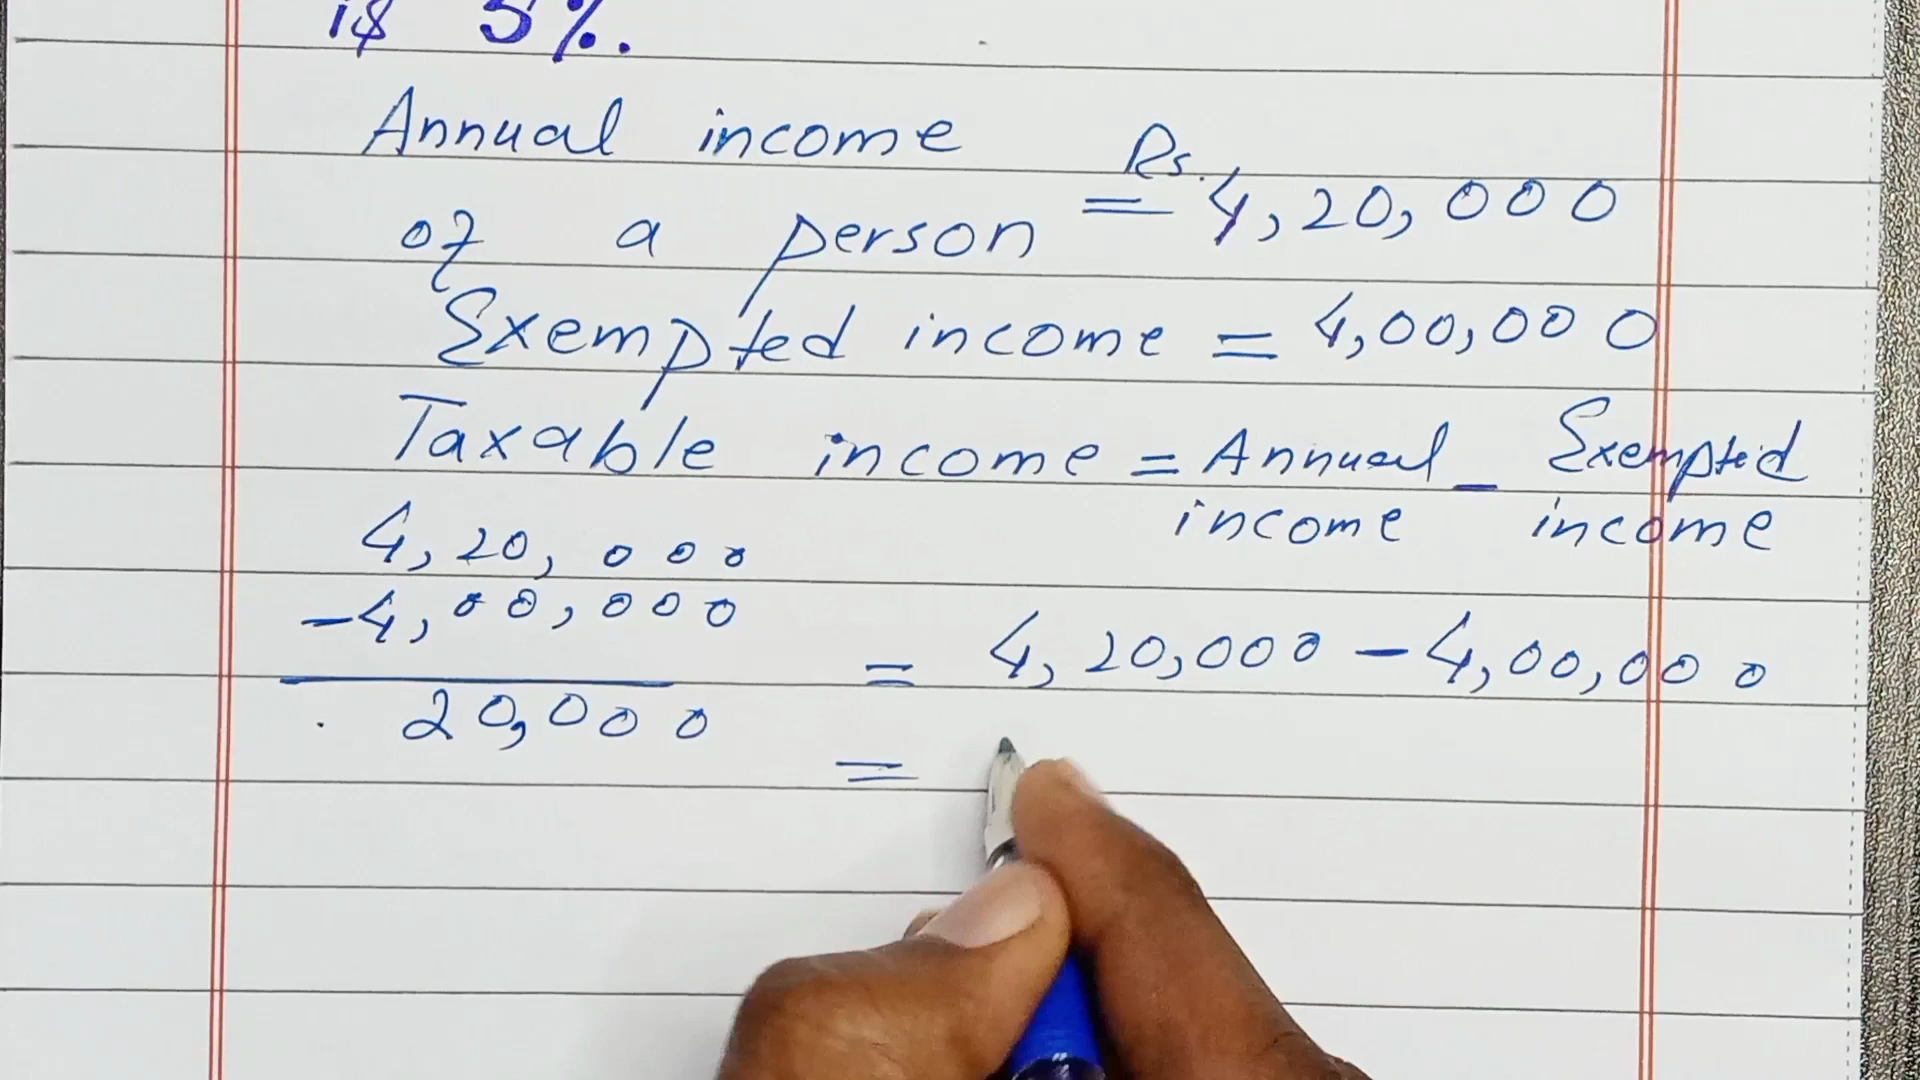 is 5%.
Annual income
of a person = Rs. 4,20,000
Exempted income = 4,00,000
Taxable income = Annual income - Exempted income
4,20,000
-4,00,000
20,000
= 4,20,000 - 4,00,000
=